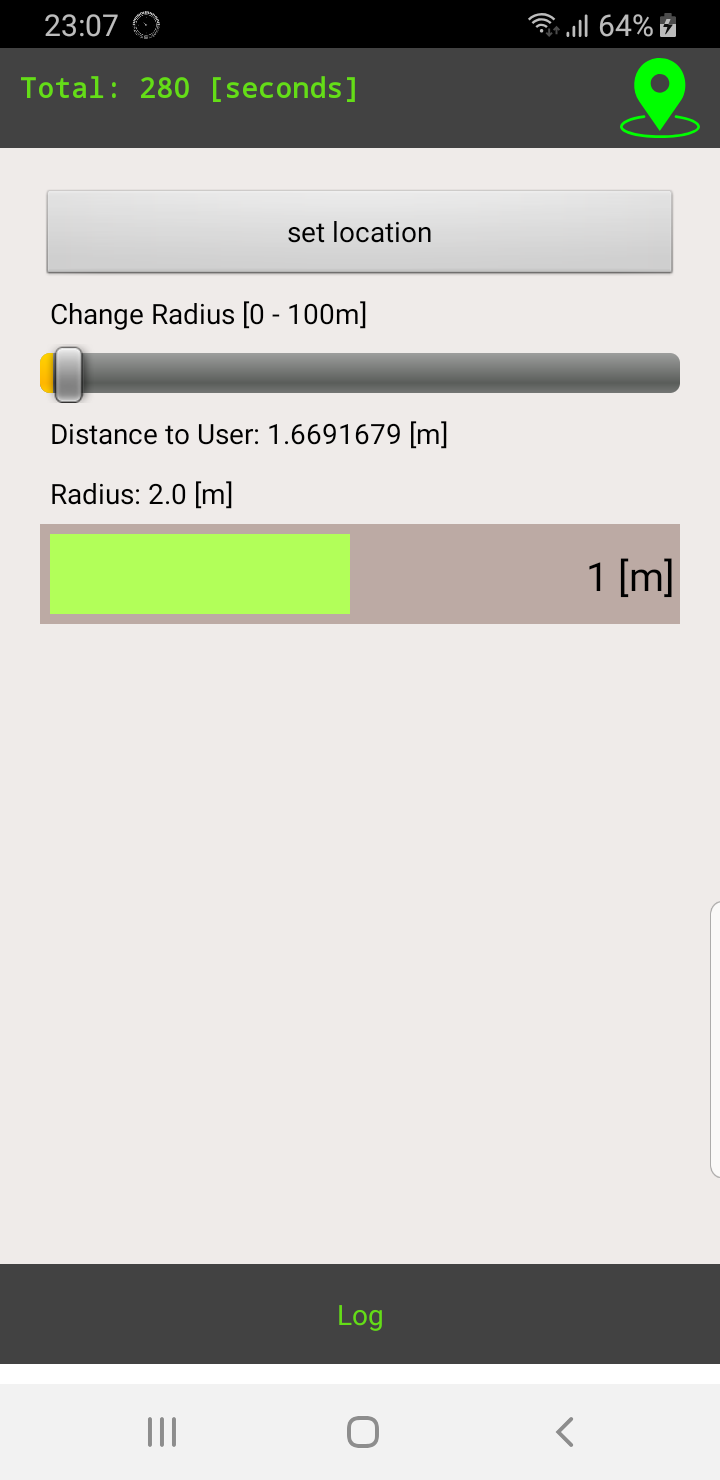 23:07
64%
Total: 280 [seconds]
set location
Change Radius [0 - 100m]
Distance to User: 1.6691679 [m]
Radius: 2.0 [m]
1 [m]
Log